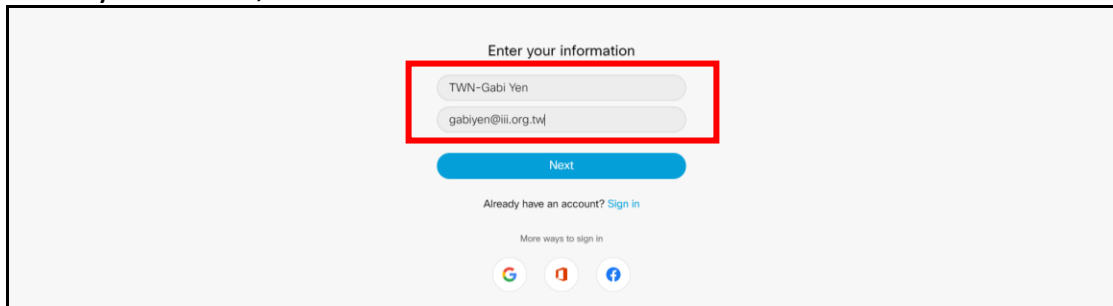 Enter your information
TWN-Gabi Yen
gabiyen@iii.org.tw
Next
Already have an account? Sign in
More ways to sign in